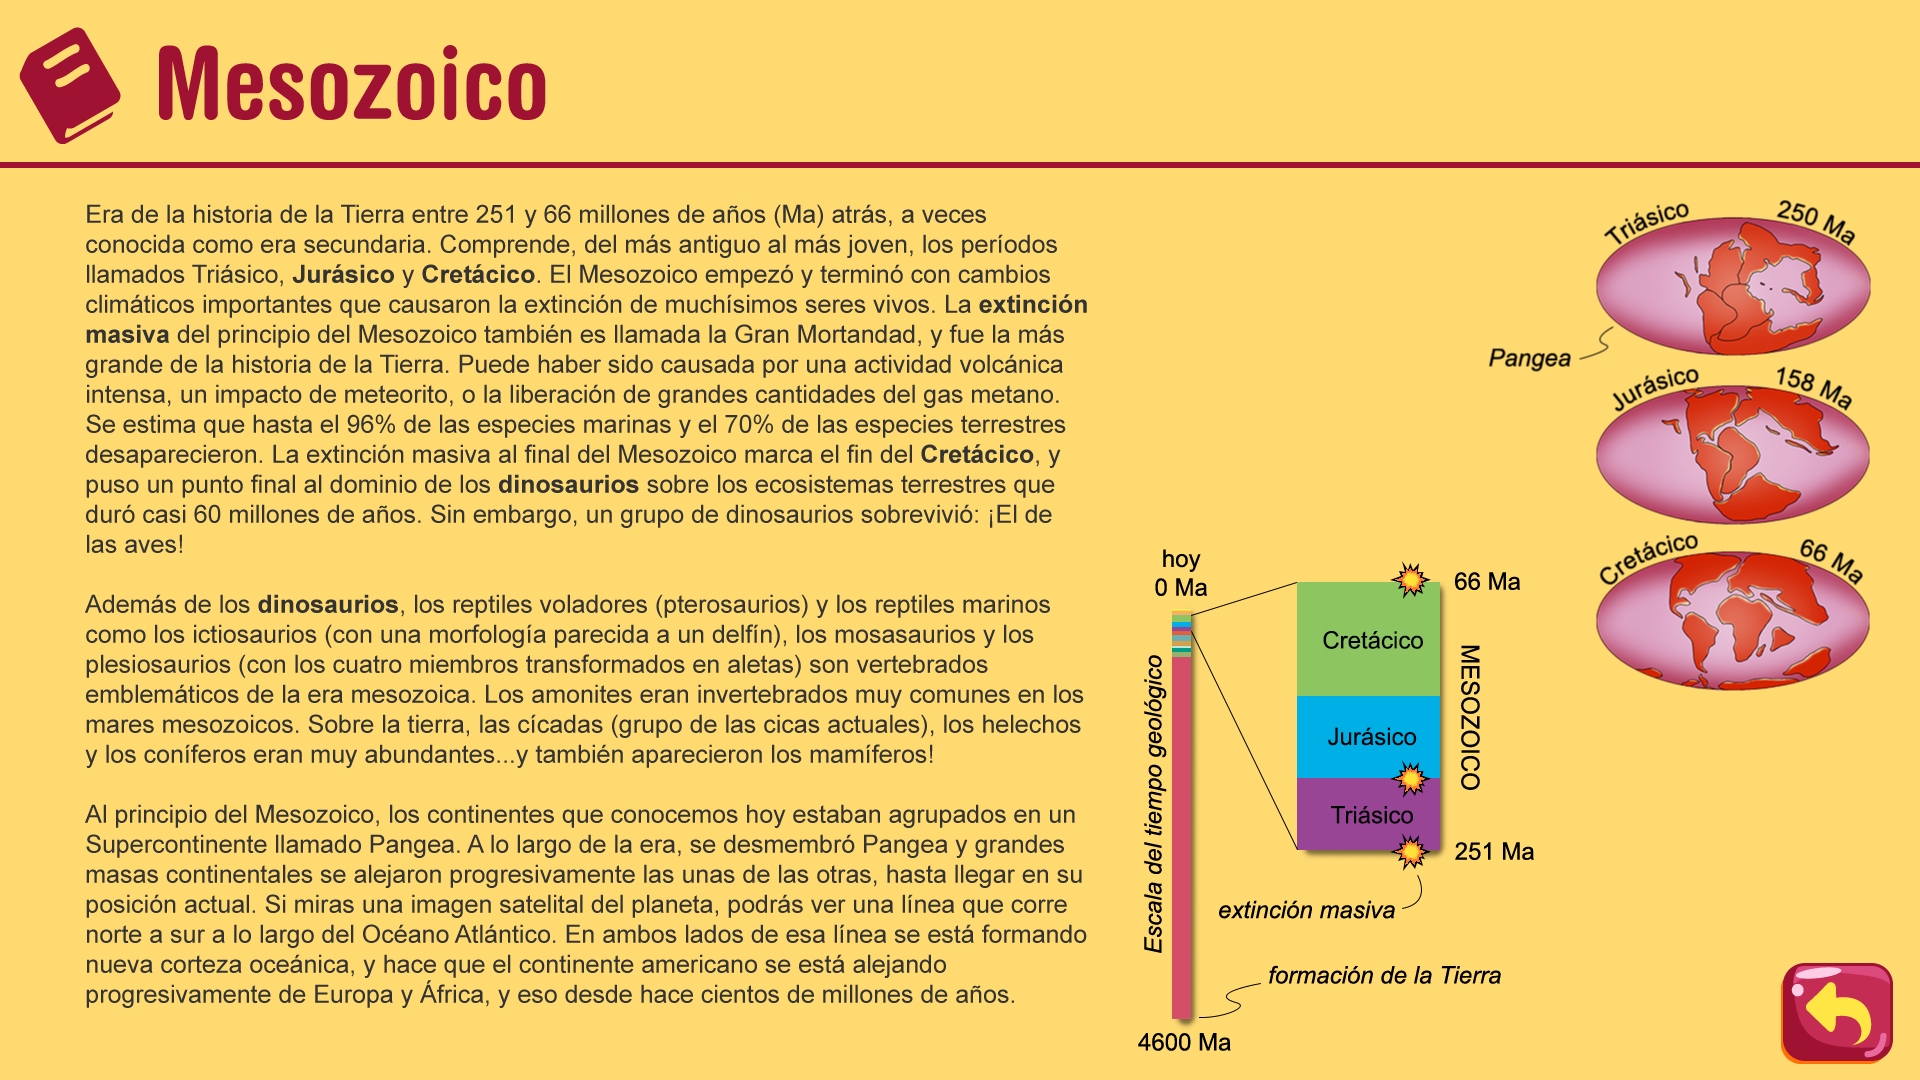 Mesozoico
Era de la historia de la Tierra entre 251 y 66 millones de años (Ma) atrás, a veces
conocida como era secundaria. Comprende, del más antiguo al más joven, los períodos
llamados Triásico, Jurásico y Cretácico. El Mesozoico empezó y terminó con cambios
climáticos importantes que causaron la extinción de muchísimos seres vivos. La extinción
masiva del principio del Mesozoico también es llamada la Gran Mortandad, y fue la más
grande de la historia de la Tierra. Puede haber sido causada por una actividad volcánica
intensa, un impacto de meteorito, o la liberación de grandes cantidades del gas metano.
Se estima que hasta el 96% de las especies marinas y el 70% de las especies terrestres
desaparecieron. La extinción masiva al final del Mesozoico marca el fin del Cretácico, y
puso un punto final al dominio de los dinosaurios sobre los ecosistemas terrestres que
duró casi 60 millones de años. Sin embargo, un grupo de dinosaurios sobrevivió: ¡El de
las aves!
Además de los dinosaurios, los reptiles voladores (pterosaurios) y los reptiles marinos
como los ictiosaurios (con una morfología parecida a un delfín), los mosasaurios y los
plesiosaurios (con los cuatro miembros transformados en aletas) son vertebrados
emblemáticos de la era mesozoica. Los amonites eran invertebrados muy comunes en los
mares mesozoicos. Sobre la tierra, las cícadas (grupo de las cicas actuales), los helechos
y los coníferos eran muy abundantes...y también aparecieron los mamíferos!
Al principio del Mesozoico, los continentes que conocemos hoy estaban agrupados en un
Supercontinente llamado Pangea. A lo largo de la era, se desmembró Pangea y grandes
masas continentales se alejaron progresivamente las unas de las otras, hasta llegar en su
posición actual. Si miras una imagen satelital del planeta, podrás ver una línea que corre
norte a sur a lo largo del Océano Atlántico. En ambos lados de esa línea se está formando
nueva corteza oceánica, y hace que el continente americano se está alejando
progresivamente de Europa y África, y eso desde hace cientos de millones de años.
hoy
0 Ma
Escala del tiempo geológico
4600 Ma
formación de la Tierra
extinción masiva
Cretácico
Jurásico
Triásico
66 Ma
MESOZOICO
251 Ma
Triásico 250 Ma
Pangea
Jurásico 158 Ma
Cretácico 66 Ma